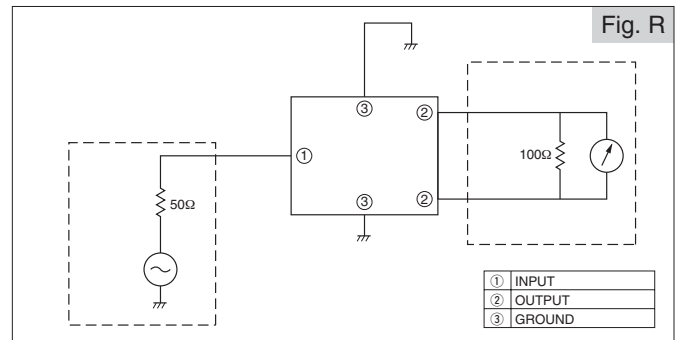 Fig. R
③
②
100Ω
①
50Ω
③
②
① INPUT
② OUTPUT
③ GROUND